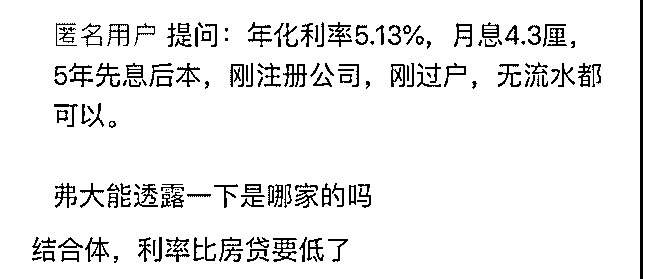 匿名用户 提问：年化利率5.13%，月息4.3厘，
5年先息后本，刚注册公司，刚过户，无流水都
可以。
弗大能透露一下是哪家的吗
结合体，利率比房贷要低了